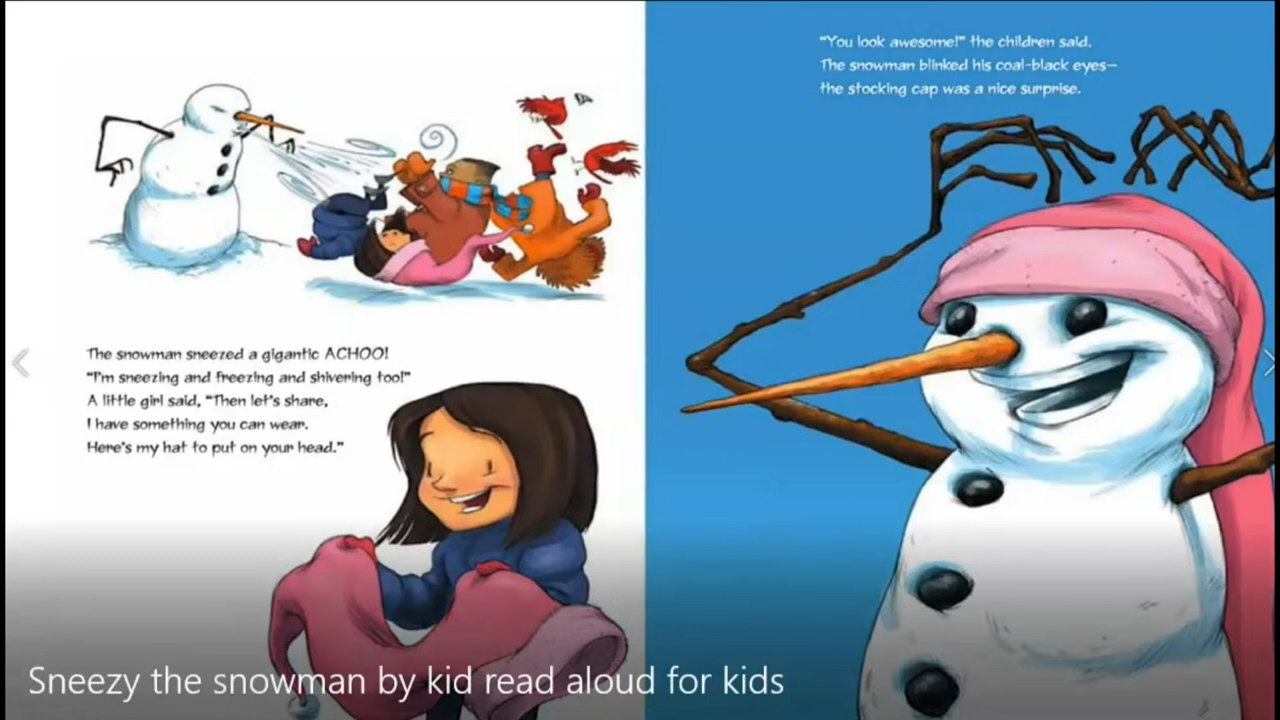 The snowman sneezed a gigantic ACHOO!
"I'm sneezing and freezing and shivering too!"
A little girl said, "Then let's share,
I have something you can wear.
Here's my hat to put on your head."
"You look awesome!" the children said.
The snowman blinked his coal-black eyes—
the stocking cap was a nice surprise.
Sneezy the snowman by kid read aloud for kids